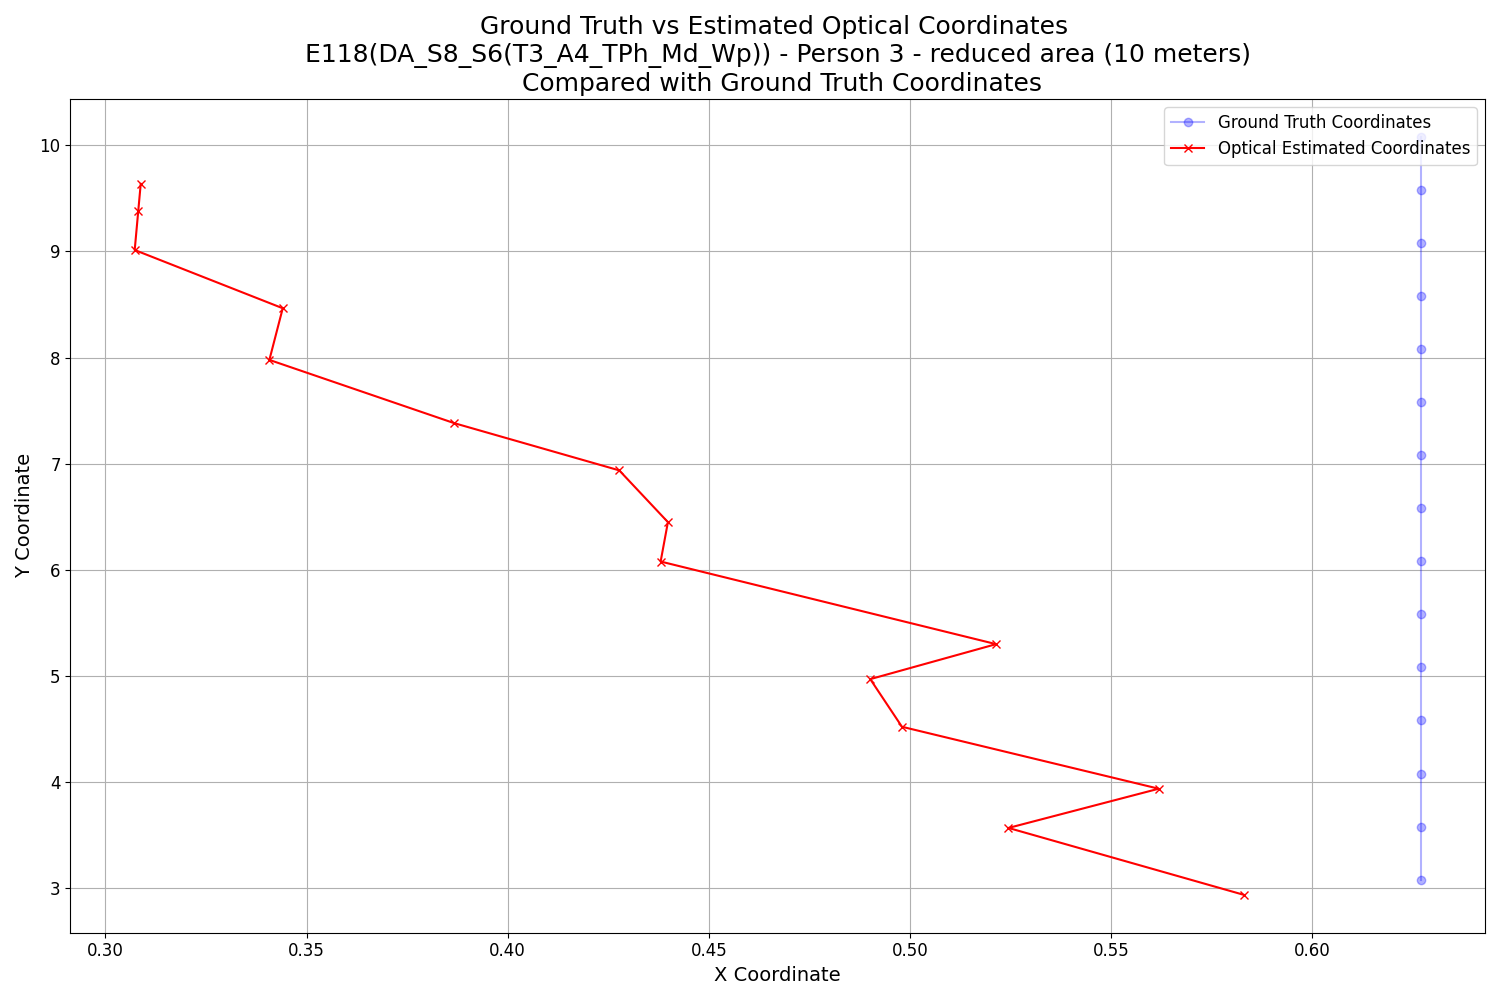 Ground Truth vs Estimated Optical Coordinates
E118(DA_S8_S6(T3_A4_TPh_Md_Wp)) - Person 3 - reduced area (10 meters)
Compared with Ground Truth Coordinates
Ground Truth Coordinates
Optical Estimated Coordinates
10
9
8
7
6
5
4
3
Y Coordinate
0.30 0.35 0.40 0.45 0.50 0.55 0.60
X Coordinate